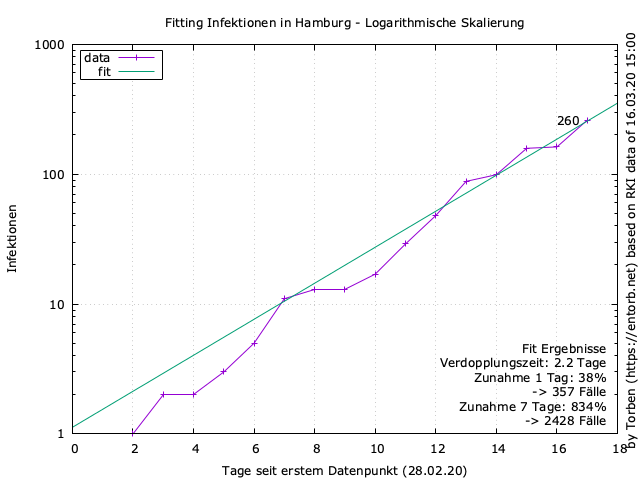 Fitting Infektionen in Hamburg - Logarithmische Skalierung
1000
data
fit
260
100
Infektionen
10
Fit Ergebnisse
Verdopplungszeit: 2.2 Tage
Zunahme 1 Tag: 38%
-> 357 Fälle
Zunahme 7 Tage: 834%
-> 2428 Fälle
1
0 2 4 6 8 10 12 14 16 18
Tage seit erstem Datenpunkt (28.02.20)
by Torben (https://entorb.net) based on RKI data of 16.03.20 15:00